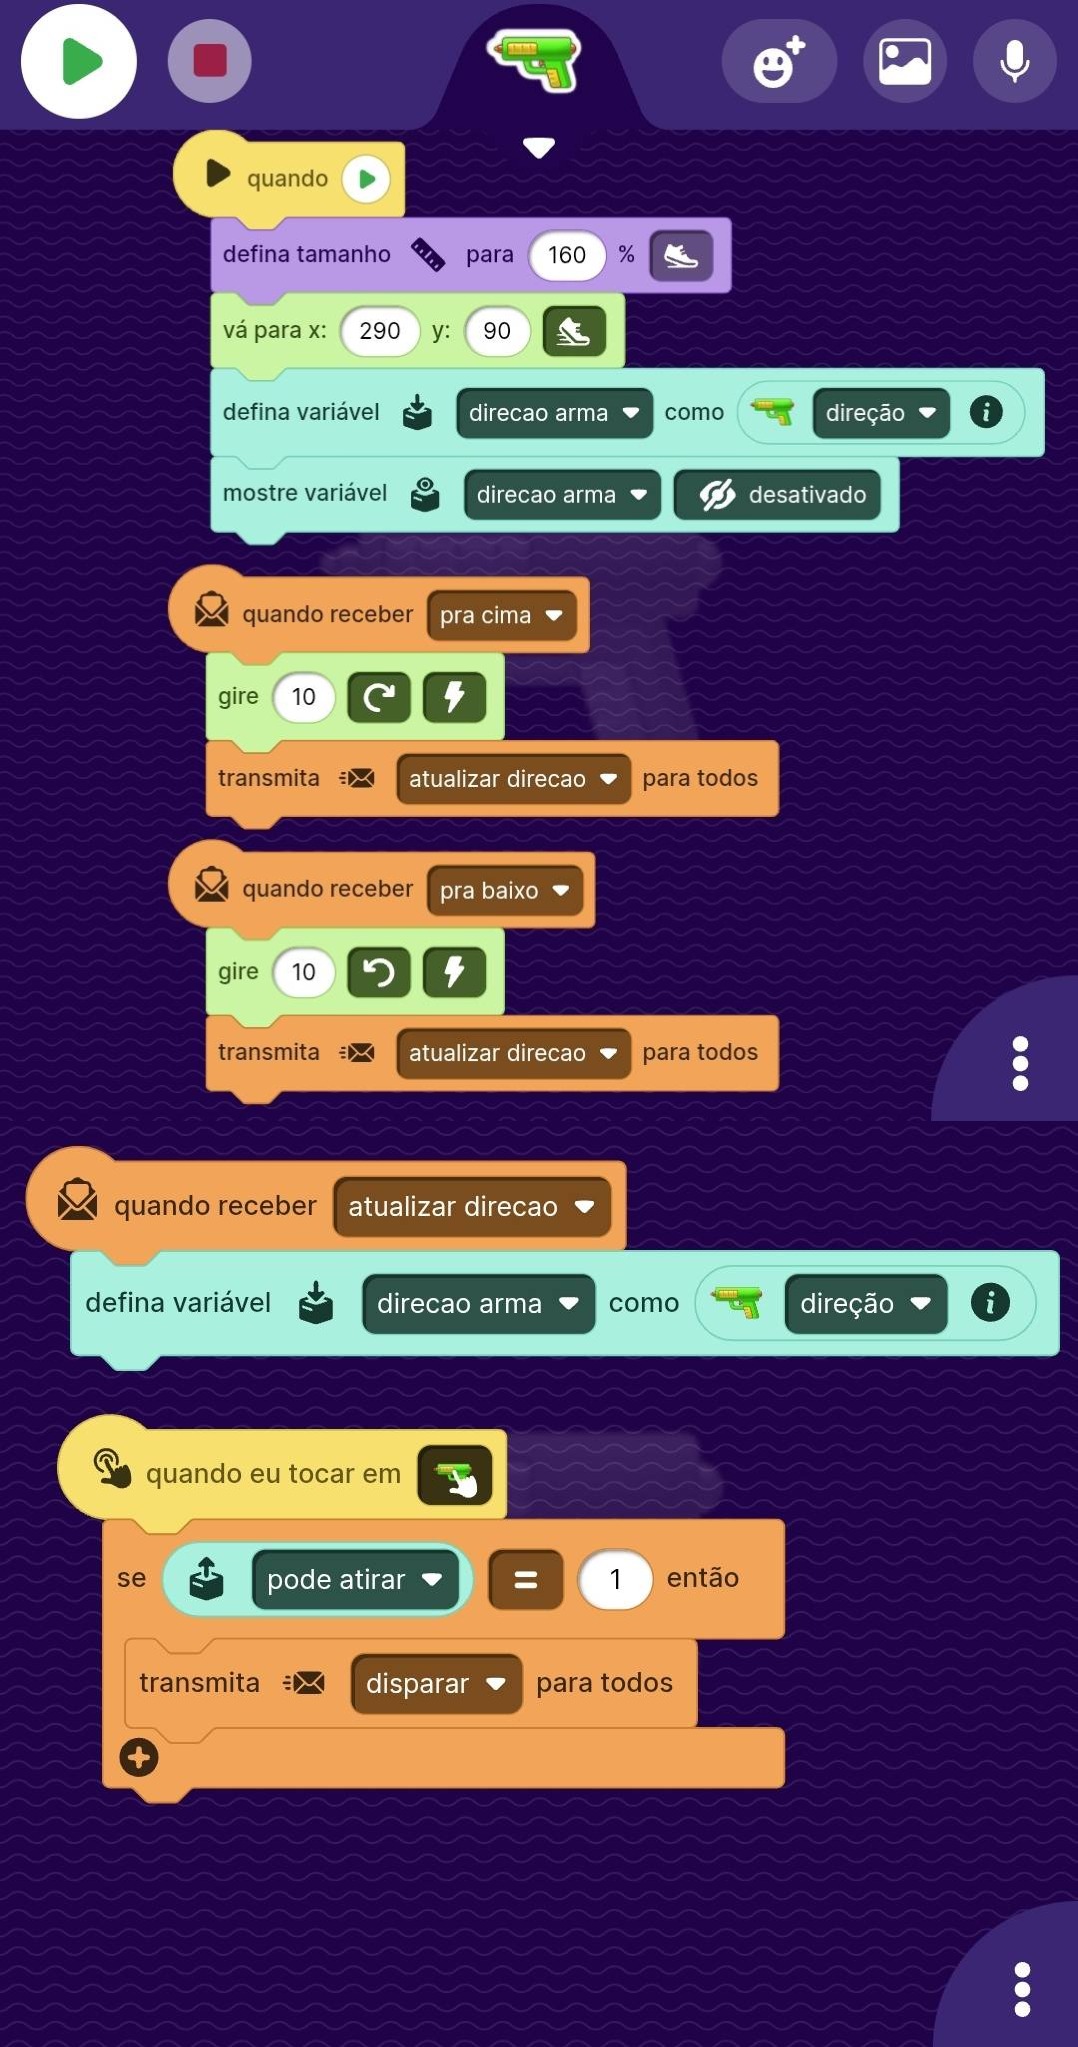 quando
defina tamanho para 160 %
vá para x: 290 y: 90
defina variável direcao arma como direção
mostre variável direcao arma desativado
quando receber pra cima
gire 10
transmita atualizar direcao para todos
quando receber pra baixo
gire 10
transmita atualizar direcao para todos
quando receber atualizar direcao
defina variável direcao arma como direção
quando eu tocar em
se pode atirar = 1 então
transmita disparar para todos